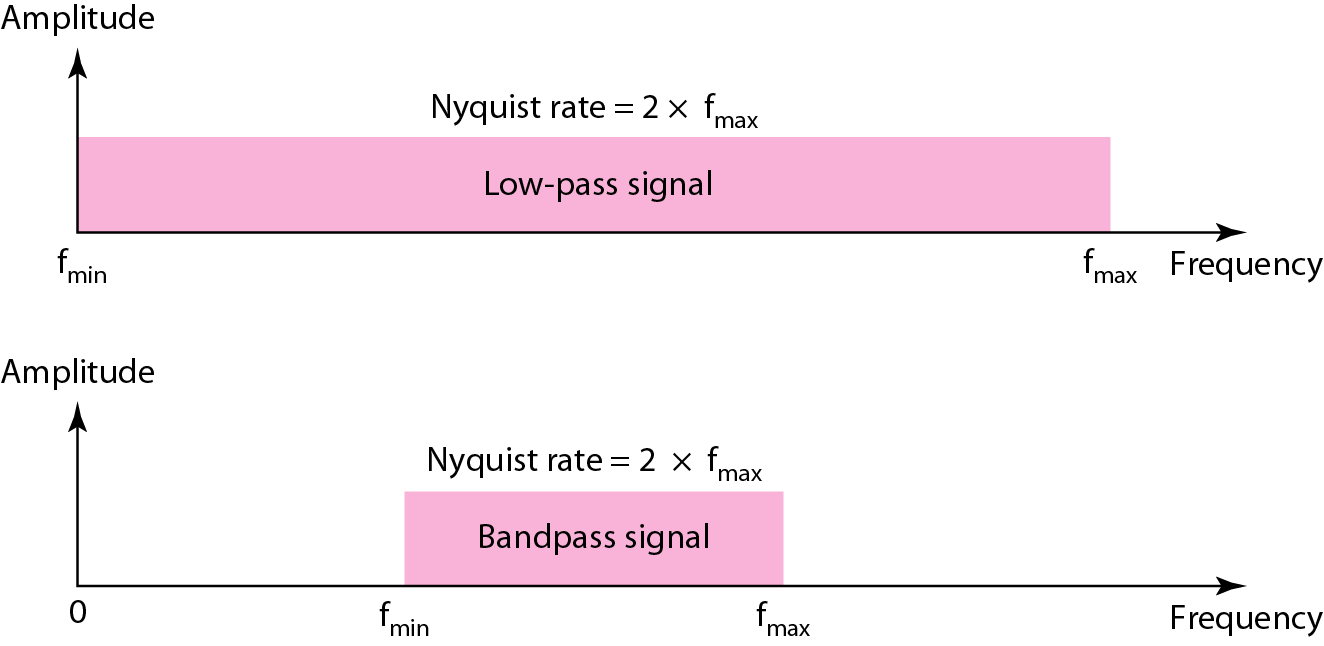 Amplitude
Nyquist rate = 2 × fmax
Low-pass signal
fmin
fmax
Frequency
Amplitude
Nyquist rate = 2 × fmax
Bandpass signal
0
fmin
fmax
Frequency